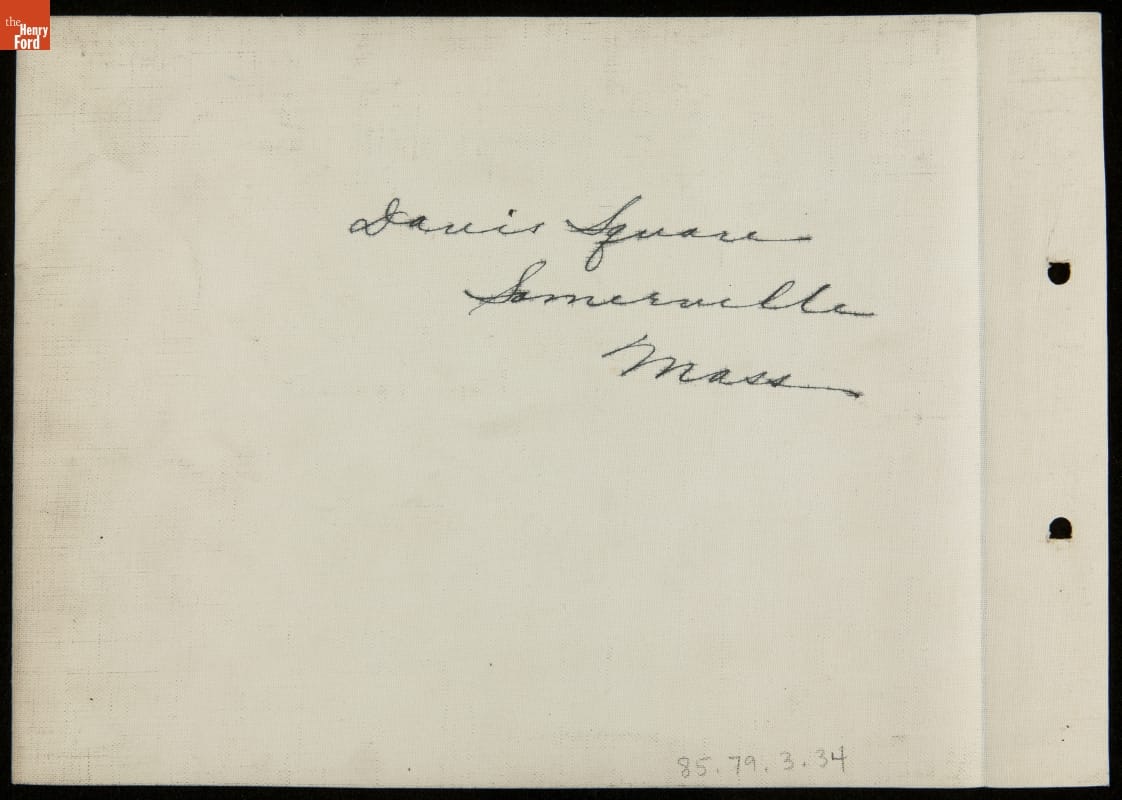 the
Henry
Ford
Davis Square
Somerville
Mass
85.79.3.34